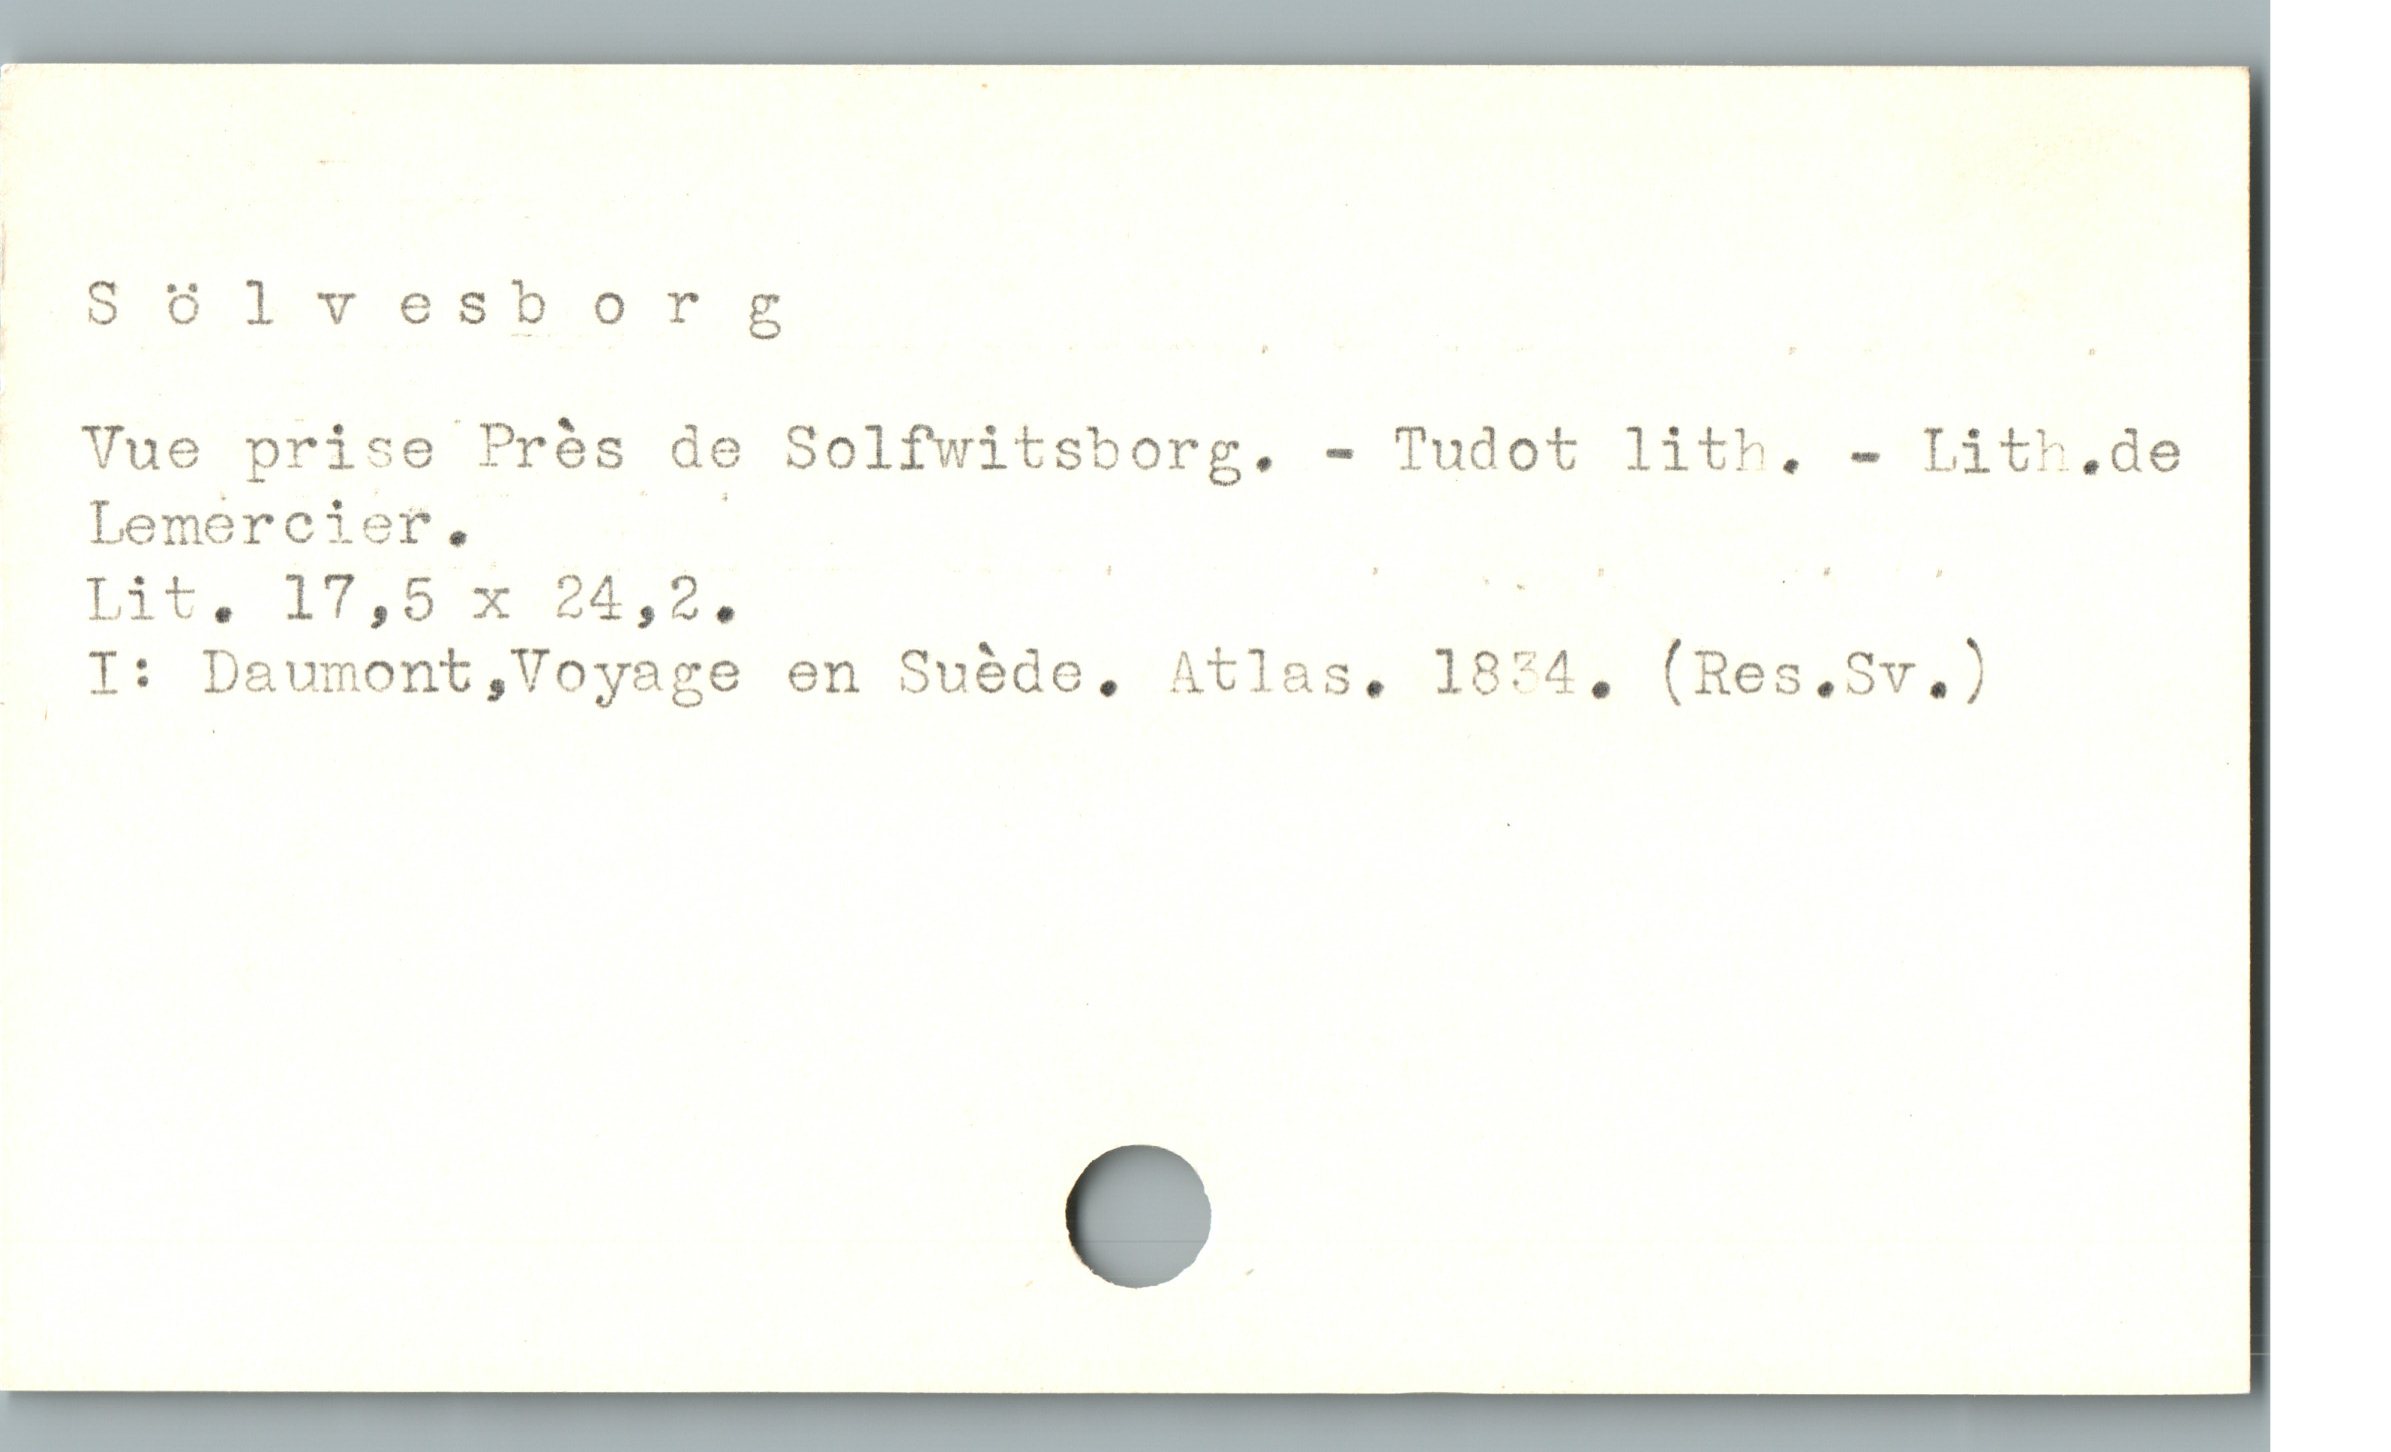 S ö l v e s b o r g
Vue prise Près de Solfwitsborg. - Tudot lith. - Lith.de
Lemercier.
Lit. 17,5 x 24,2.
I: Daumont,Voyage en Suède. Atlas. 1834. (Res.Sv.)